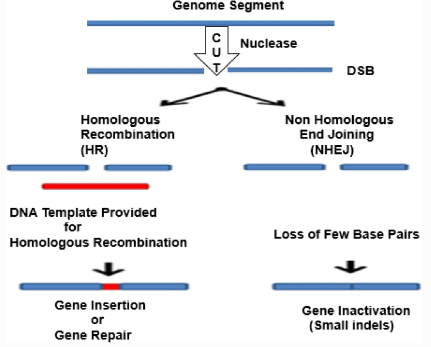 Genome Segment
CUT
Nuclease
DSB
Homologous
Recombination
(HR)
Non Homologous
End Joining
(NHEJ)
DNA Template Provided
for
Homologous Recombination
Loss of Few Base Pairs
Gene Insertion
or
Gene Repair
Gene Inactivation
(Small indels)